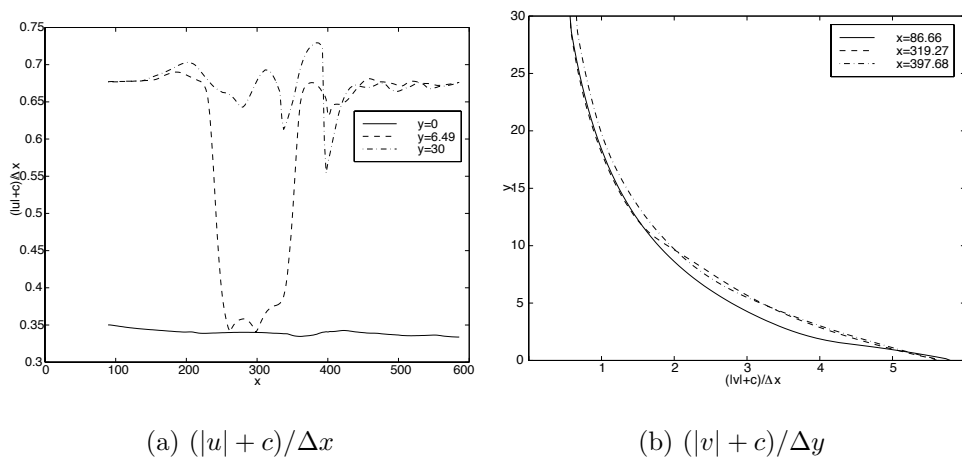 0.75
0.7
0.65
0.6
0.55
0.5
0.45
0.4
0.35
0.3
(|u|+c)/Δ x
0 100 200 300 400 500 600
x
y=0
y=6.49
y=30
30
25
20
15
10
5
0
y
1 2 3 4 5
(|v|+c)/Δ x
x=86.66
x=319.27
x=397.68
(a) (|u| + c)/Δx
(b) (|v| + c)/Δy